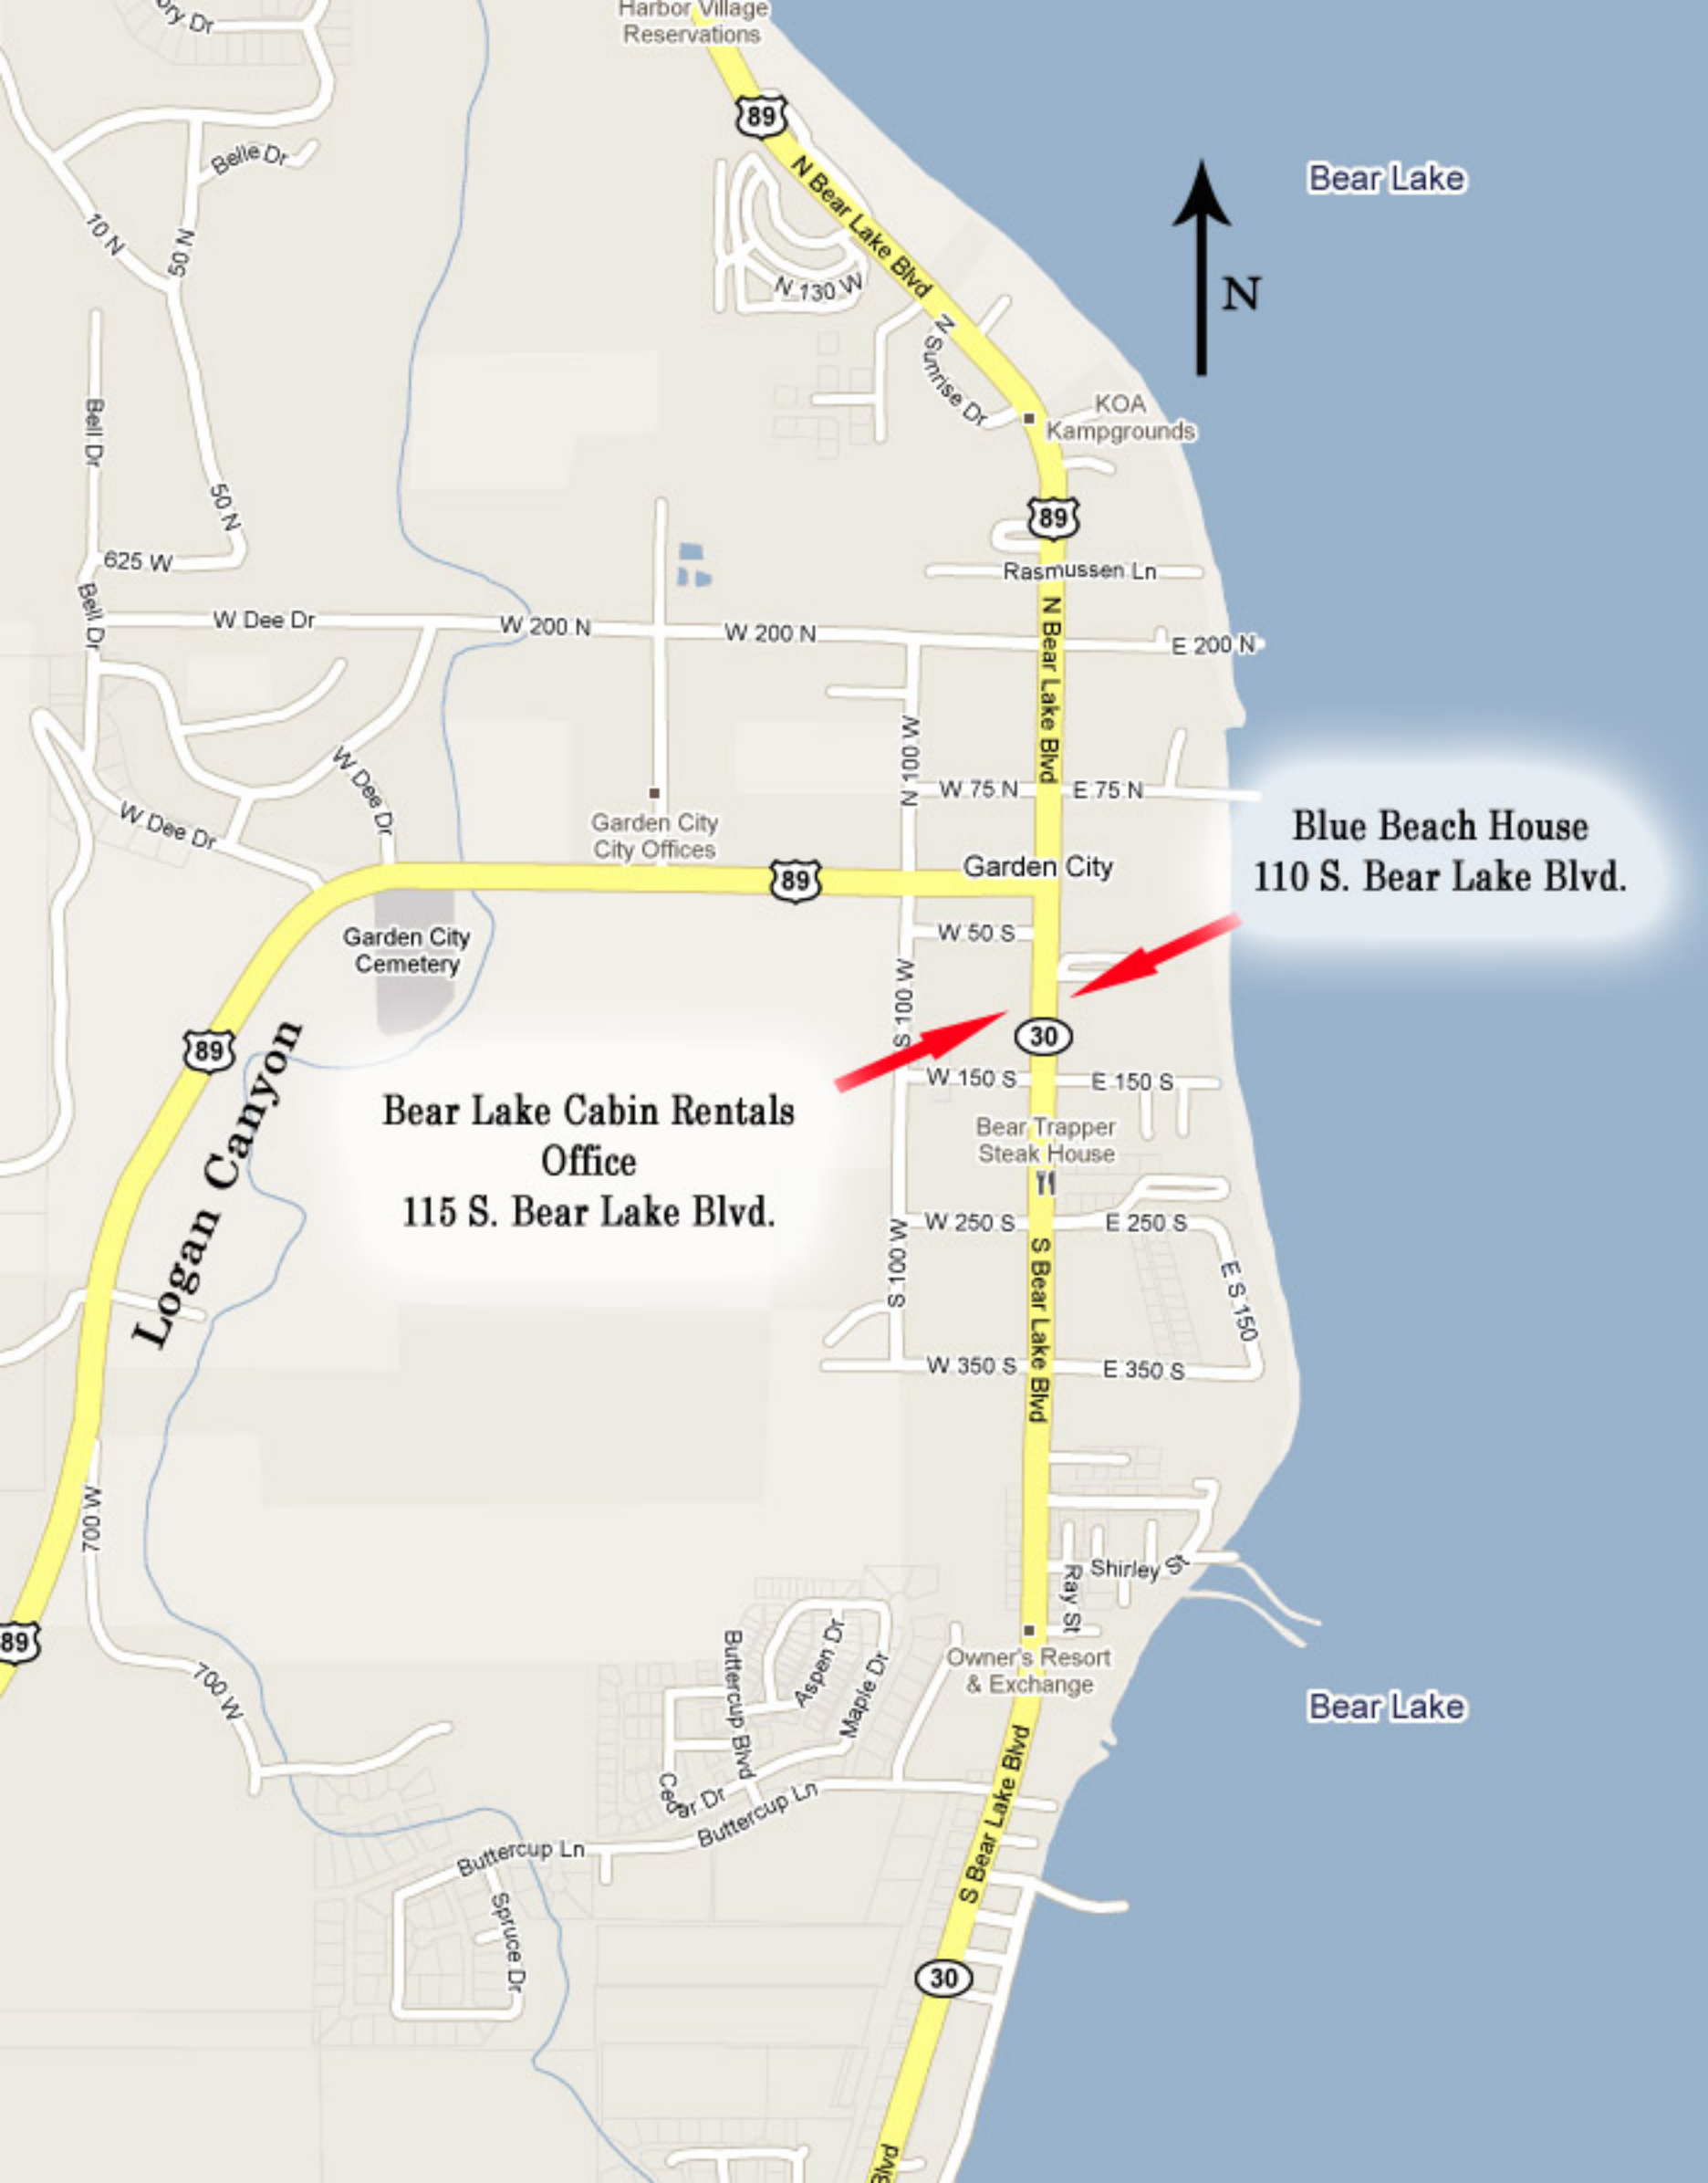 Harbor Village
Reservations
ory Dr
89
Belle Dr
N Bear Lake Blvd
Bear Lake
10 N
50 N
N 130 W
N
N Sunrise Dr
KOA
Kampgrounds
Bell Dr
50 N
89
625 W
Rasmussen Ln
Bell Dr
W Dee Dr
W 200 N
W 200 N
E 200 N
N Bear Lake Blvd
N 100 W
W Dee Dr
W 75 N
E 75 N
W Dee Dr
Garden City
City Offices
Blue Beach House
110 S. Bear Lake Blvd.
89
Garden City
Garden City
Cemetery
W 50 S
S 100 W
89
30
Logan Canyon
Bear Lake Cabin Rentals
Office
115 S. Bear Lake Blvd.
W 150 S
E 150 S
Bear Trapper
Steak House
W 250 S
E 250 S
S 100 W
S Bear Lake Blvd
E S 150
W 350 S
E 350 S
700 W
Shirley St
Ray St
89
Owner's Resort
& Exchange
Buttercup Blvd
Aspen Dr
Maple Dr
700 W
Bear Lake
Cedar Dr
Buttercup Ln
S Bear Lake Blvd
Buttercup Ln
Spruce Dr
30
Blvd